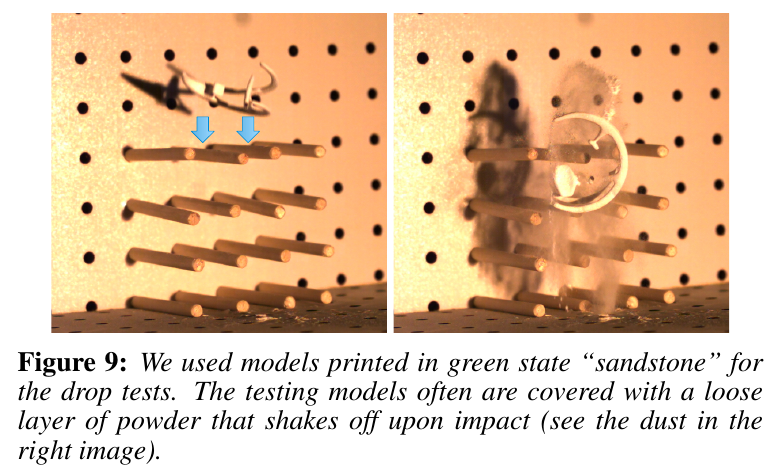 Figure 9: We used models printed in green state “sandstone” for
the drop tests. The testing models often are covered with a loose
layer of powder that shakes off upon impact (see the dust in the
right image).